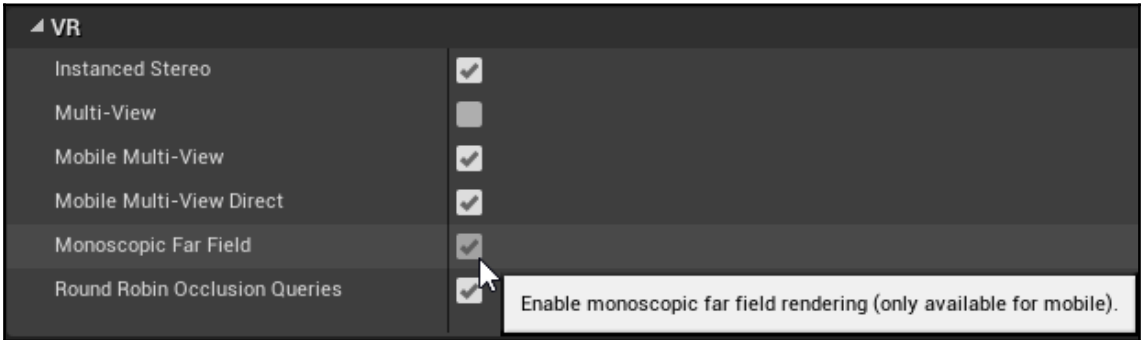 VR
Instanced Stereo
Multi-View
Mobile Multi-View
Mobile Multi-View Direct
Monoscopic Far Field
Round Robin Occlusion Queries
Enable monoscopic far field rendering (only available for mobile).